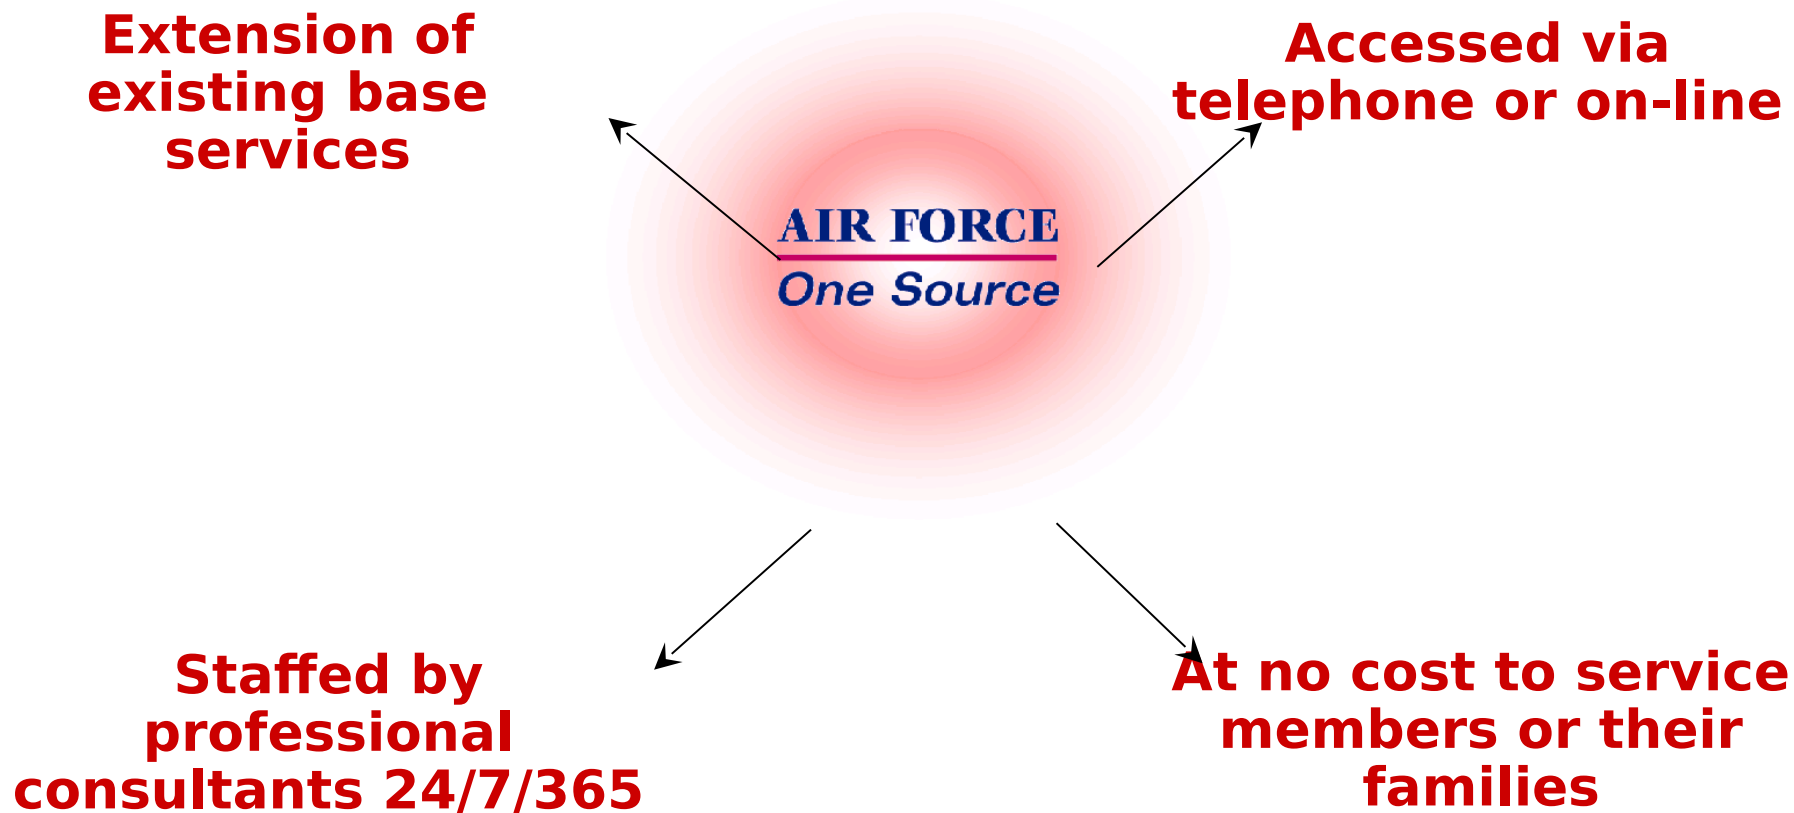 Extension of
existing base
services
Accessed via
telephone or on-line
AIR FORCE
One Source
Staffed by
professional
consultants 24/7/365
At no cost to service
members or their
families